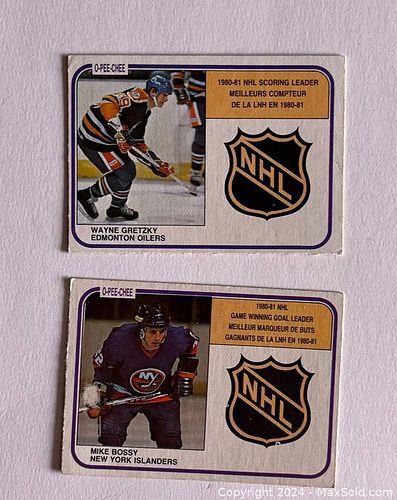 O-PEE-CHEE
1980-81 NHL SCORING LEADER
MEILLEURS COMPTEUR
DE LA LNH EN 1980-81
NHL
WAYNE GRETZKY
EDMONTON OILERS
O-PEE-CHEE
1980-81 NHL
GAME WINNING GOAL LEADER
MEILLEUR MARQUEUR DE BUTS
GAGNANTS DE LA LNH EN 1980-81
NHL
NY
MIKE BOSSY
NEW YORK ISLANDERS
Copyright © 2024 - MaxSold.com